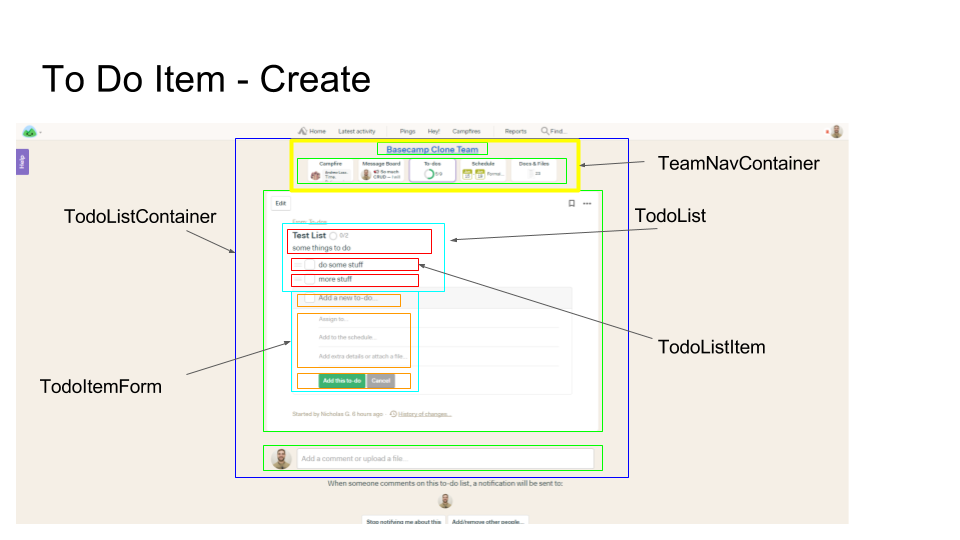 To Do Item - Create
Home Latest activity Pings Hey! Campfires Reports Find...
Help
Basecamp Clone Team
Campfire Message Board To-dos Schedule Docs & Files
TeamNavContainer
Edit
TodoListContainer
TodoList
From: To-dos
Test List 0/2
some things to do
do some stuff
more stuff
Add a new to-do...
Assign to...
Add to the schedule...
TodoListItem
Add extra details or attach a file...
TodoItemForm
Add this to-do Cancel
Started by Nicholas G. 6 hours ago · History of changes...
Add a comment or upload a file...
When someone comments on this to-do list, a notification will be sent to:
Stop notifying me about this Add/remove other people...